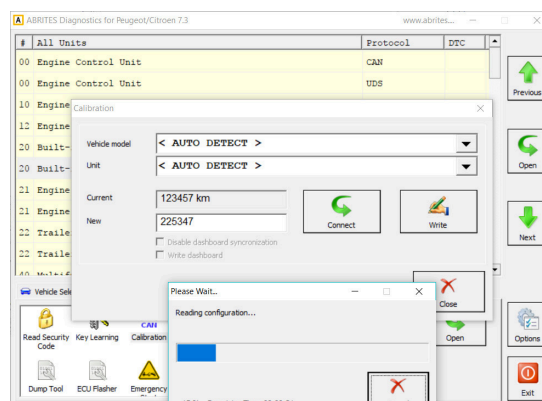 ABRITES Diagnostics for Peugeot/Citroen 7.3 www.abrites...
# All Units Protocol DTC
00 Engine Control Unit CAN
00 Engine Control Unit UDS
10 Engine
12 Engine
20 Built-
20 Built-
21 Engine
21 Engine
22 Traile
22 Traile
Previous
Open
Next
Calibration
Vehicle model < AUTO DETECT >
Unit < AUTO DETECT >
Current 123457 km
New 225347
Connect
Write
Disable dashboard syncronization
Write dashboard
Close
Vehicle Sele
Please Wait...
Reading configuration...
Read Security Code
Key Learning
CAN
Calibration
Open
Options
Dump Tool
ECU Flasher
Emergency
Exit